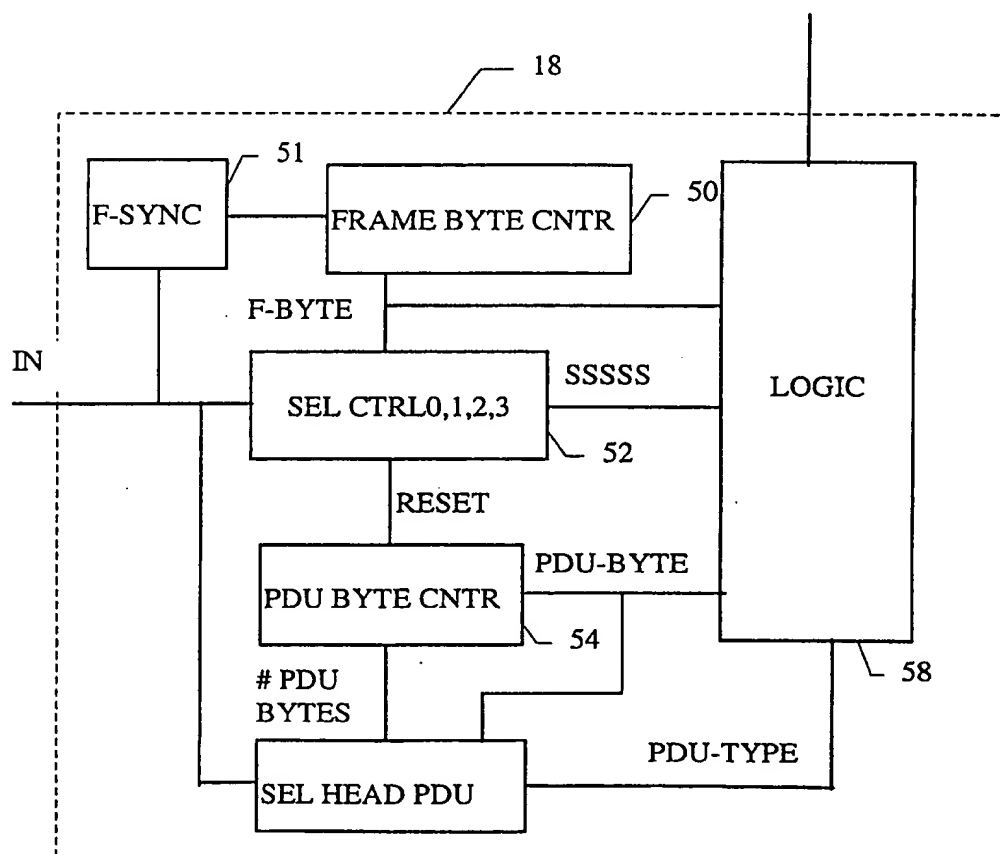 18
51
F-SYNC
FRAME BYTE CNTR
50
F-BYTE
IN
SSSSS
SEL CTRL0,1,2,3
LOGIC
52
RESET
PDU-BYTE
PDU BYTE CNTR
54
58
# PDU
BYTES
PDU-TYPE
SEL HEAD PDU